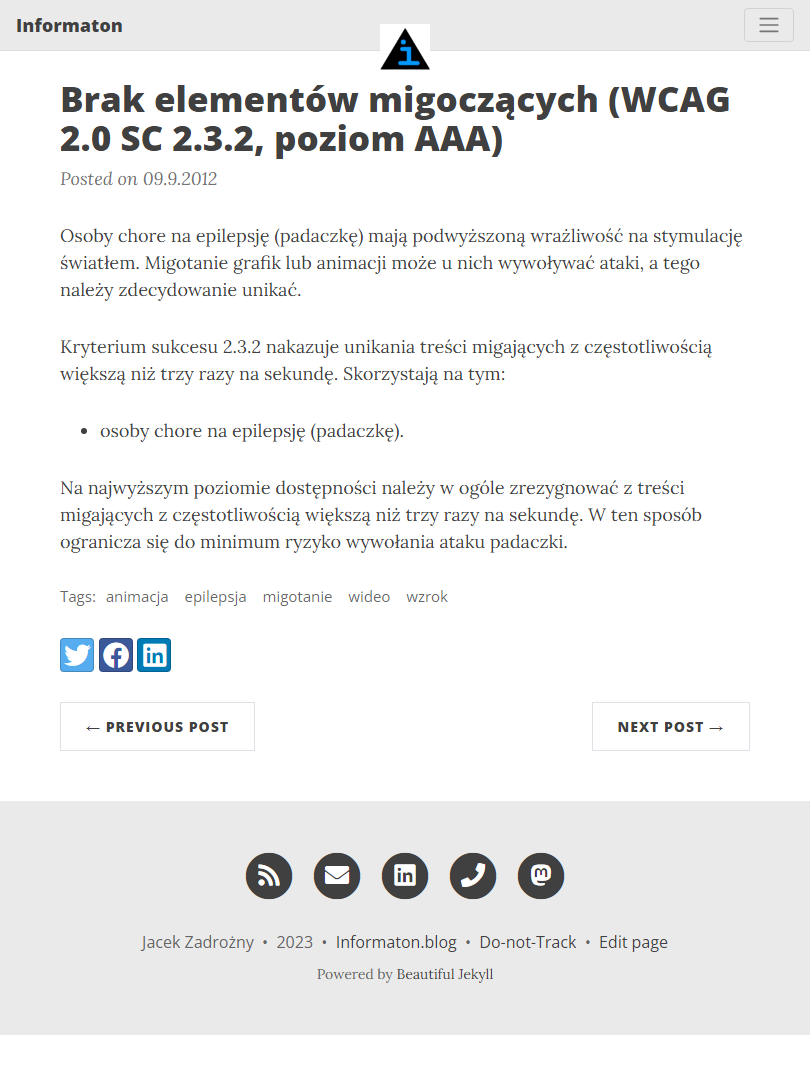 Informaton
i
Brak elementów migoczących (WCAG
2.0 SC 2.3.2, poziom AAA)
Posted on 09.9.2012
Osoby chore na epilepsję (padaczkę) mają podwyższoną wrażliwość na stymulację
światłem. Migotanie grafik lub animacji może u nich wywoływać ataki, a tego
należy zdecydowanie unikać.
Kryterium sukcesu 2.3.2 nakazuje unikania treści migających z częstotliwością
większą niż trzy razy na sekundę. Skorzystają na tym:
• osoby chore na epilepsję (padaczkę).
Na najwyższym poziomie dostępności należy w ogóle zrezygnować z treści
migających z częstotliwością większą niż trzy razy na sekundę. W ten sposób
ogranicza się do minimum ryzyko wywołania ataku padaczki.
Tags: animacja epilepsja migotanie wideo wzrok
← PREVIOUS POST
NEXT POST →
Jacek Zadrożny • 2023 • Informaton.blog • Do-not-Track • Edit page
Powered by Beautiful Jekyll